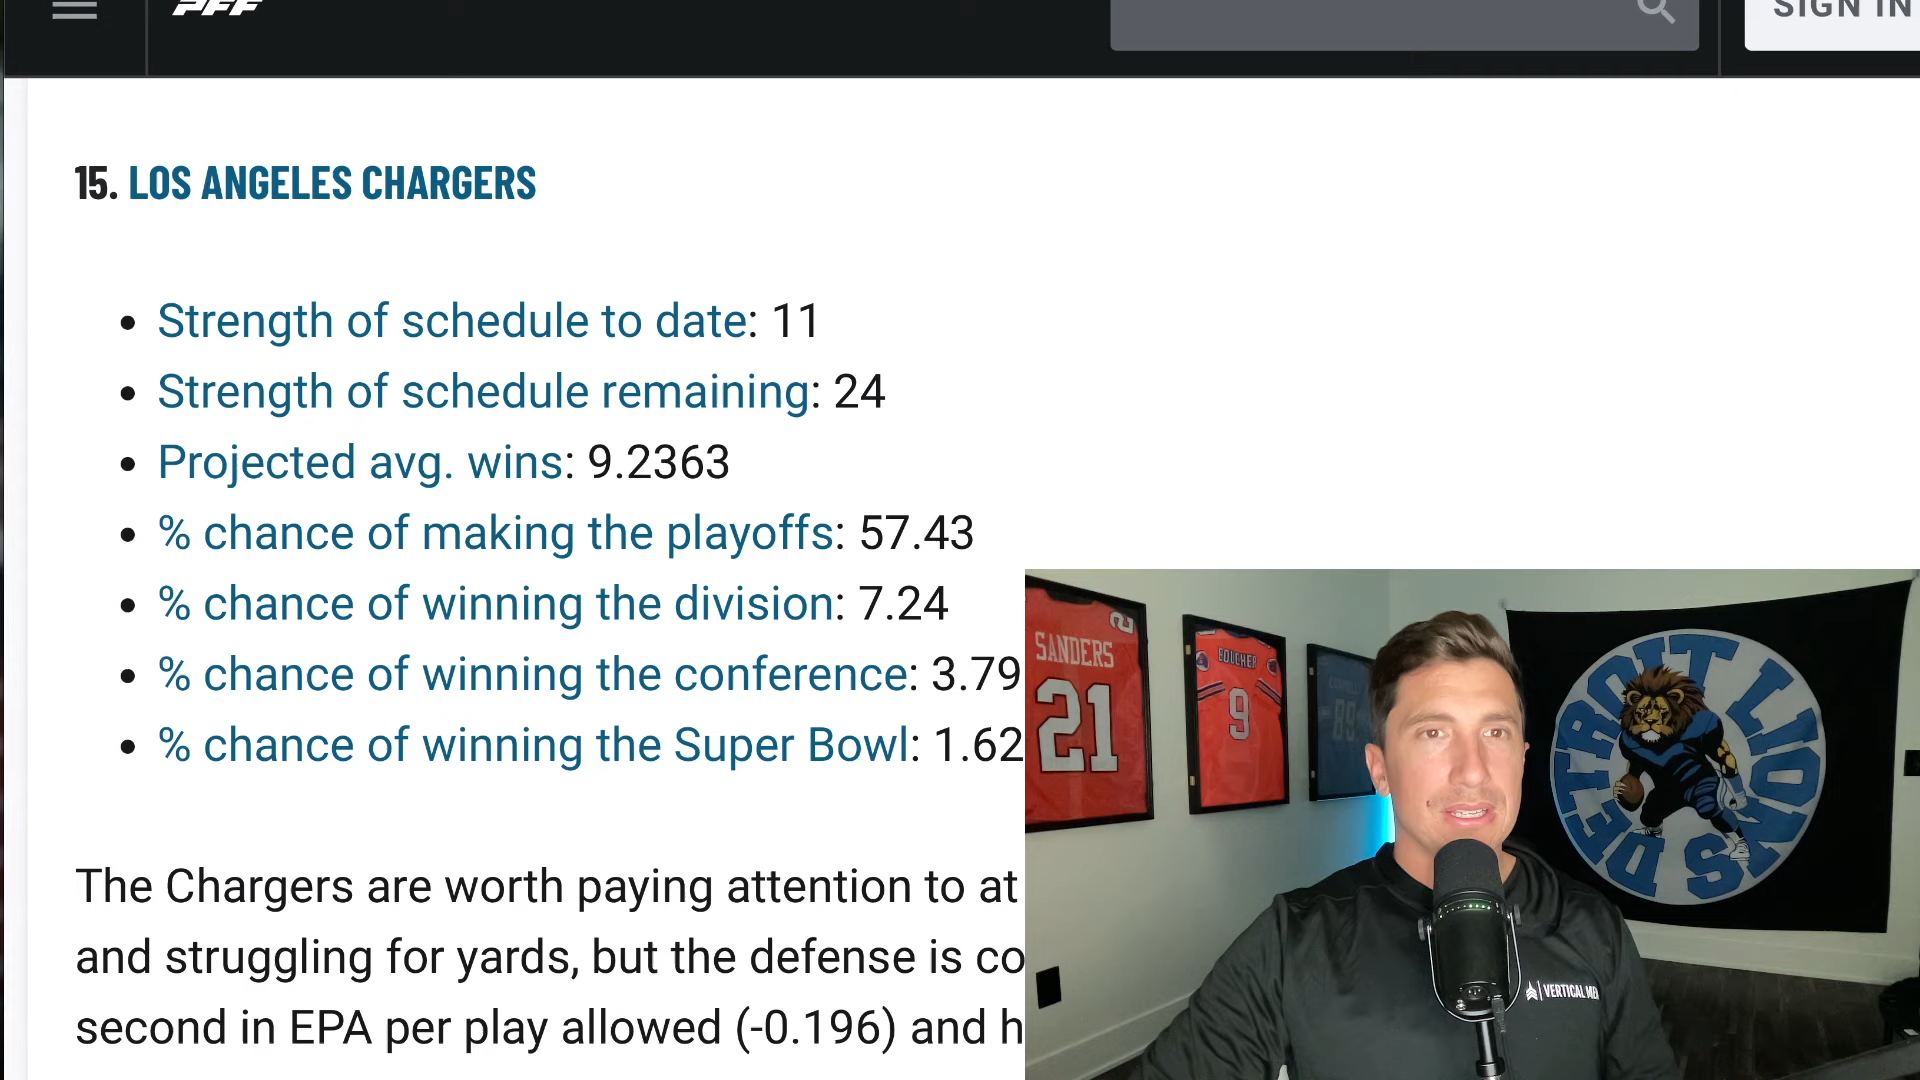 PFF
SIGN IN
15. LOS ANGELES CHARGERS
• Strength of schedule to date: 11
• Strength of schedule remaining: 24
• Projected avg. wins: 9.2363
• % chance of making the playoffs: 57.43
• % chance of winning the division: 7.24
• % chance of winning the conference: 3.79
• % chance of winning the Super Bowl: 1.62
The Chargers are worth paying attention to at
and struggling for yards, but the defense is co
second in EPA per play allowed (-0.196) and h
SANDERS
21
2
BOLCHER
9
89
DETROIT LIONS
VERTICAL